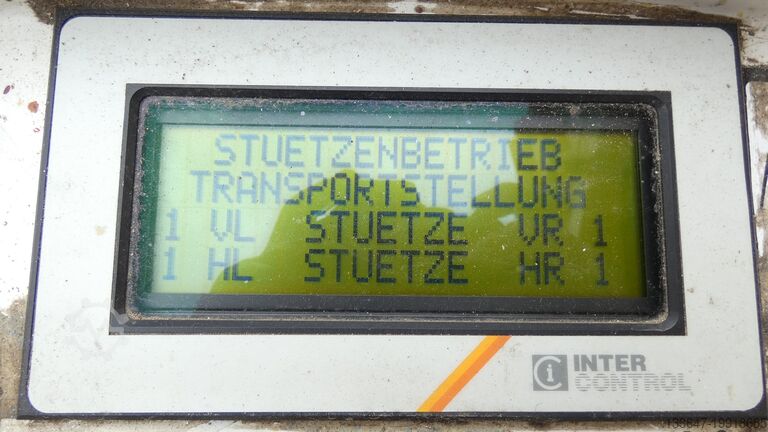 STUETZENBETRIEB
TRANSPORTSTELLUNG
1 VL STUETZE VR 1
1 HL STUETZE HR 1
INTER
CONTROL